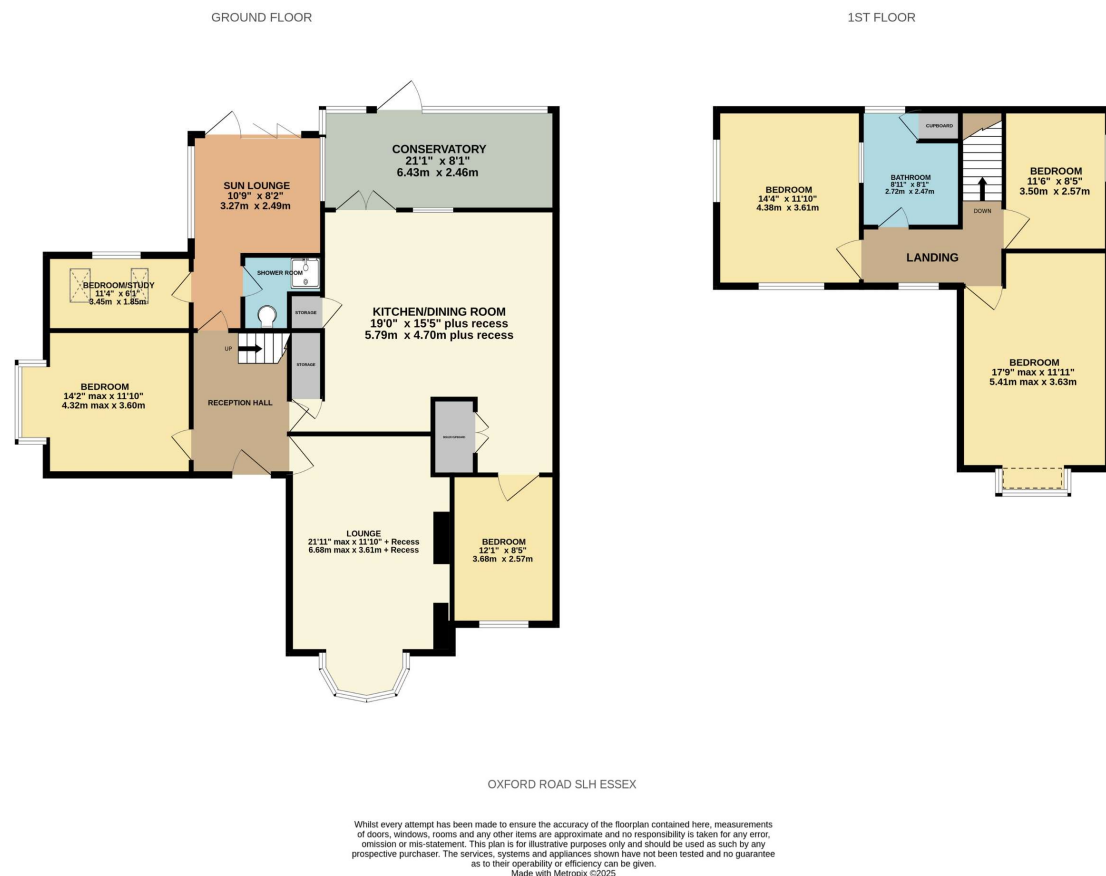 GROUND FLOOR
1ST FLOOR
CONSERVATORY
21'1" x 8'1"
6.43m x 2.46m
SUN LOUNGE
10'9" x 8'2"
3.27m x 2.49m
SHOWER ROOM
BEDROOM/STUDY
11'4" x 6'1"
3.45m x 1.85m
STORAGE
KITCHEN/DINING ROOM
19'0" x 15'5" plus recess
5.79m x 4.70m plus recess
UP
STORAGE
BEDROOM
14'2" max x 11'10"
4.32m max x 3.60m
RECEPTION HALL
LOUNGE
21'11" max x 11'10" + Recess
6.68m max x 3.61m + Recess
BEDROOM
12'1" x 8'5"
3.68m x 2.57m
CUPBOARD
BEDROOM
14'4" x 11'10"
4.38m x 3.61m
BATHROOM
8'11" x 8'1"
2.72m x 2.47m
BEDROOM
11'6" x 8'5"
3.50m x 2.57m
DOWN
LANDING
BEDROOM
17'9" max x 11'11"
5.41m max x 3.63m
OXFORD ROAD SLH ESSEX
Whilst every attempt has been made to ensure the accuracy of the floorplan contained here, measurements
of doors, windows, rooms and any other items are approximate and no responsibility is taken for any error,
omission or mis-statement. This plan is for illustrative purposes only and should be used as such by any
prospective purchaser. The services, systems and appliances shown have not been tested and no guarantee
as to their operability or efficiency can be given.
Made with Metropix ©2025